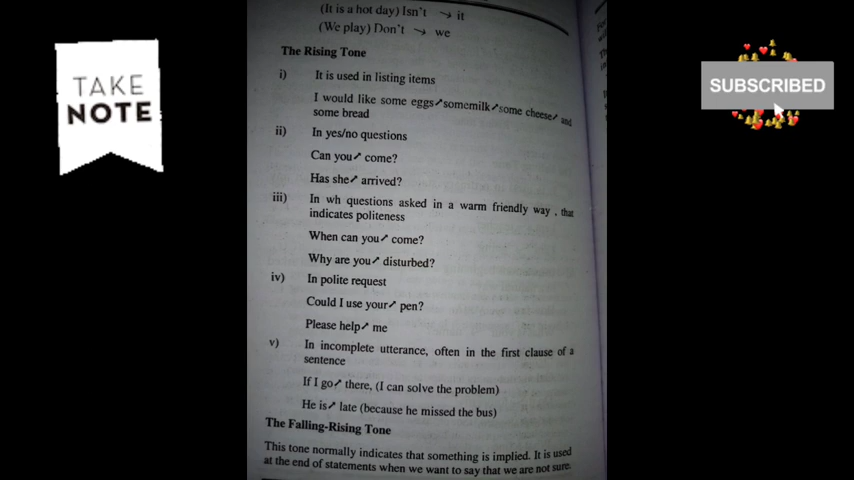 (It is a hot day) Isn't → it
(We play) Don't → we
The Rising Tone
i) It is used in listing items
I would like some eggs↗somemilk↗some cheese↗ and
some bread
ii) In yes/no questions
Can you↗ come?
Has she↗ arrived?
iii) In wh questions asked in a warm friendly way , that
indicates politeness
When can you↗ come?
Why are you↗ disturbed?
iv) In polite request
Could I use your↗ pen?
Please help↗ me
v) In incomplete utterance, often in the first clause of a
sentence
If I go↗ there, (I can solve the problem)
He is↗ late (because he missed the bus)
The Falling-Rising Tone
This tone normally indicates that something is implied. It is used
at the end of statements when we want to say that we are not sure.
TAKE
NOTE
SUBSCRIBED